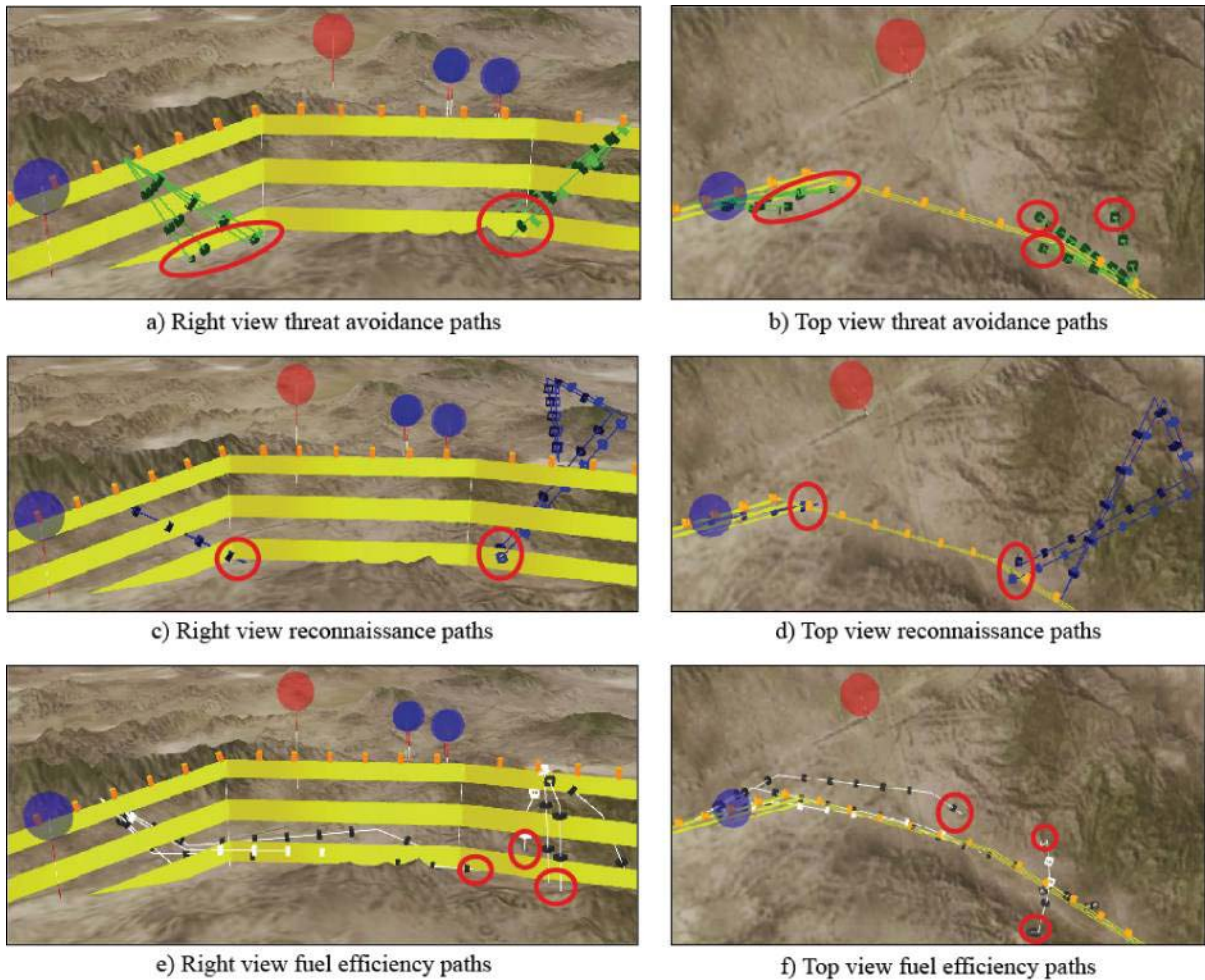 a) Right view threat avoidance paths
b) Top view threat avoidance paths
c) Right view reconnaissance paths
d) Top view reconnaissance paths
e) Right view fuel efficiency paths
f) Top view fuel efficiency paths